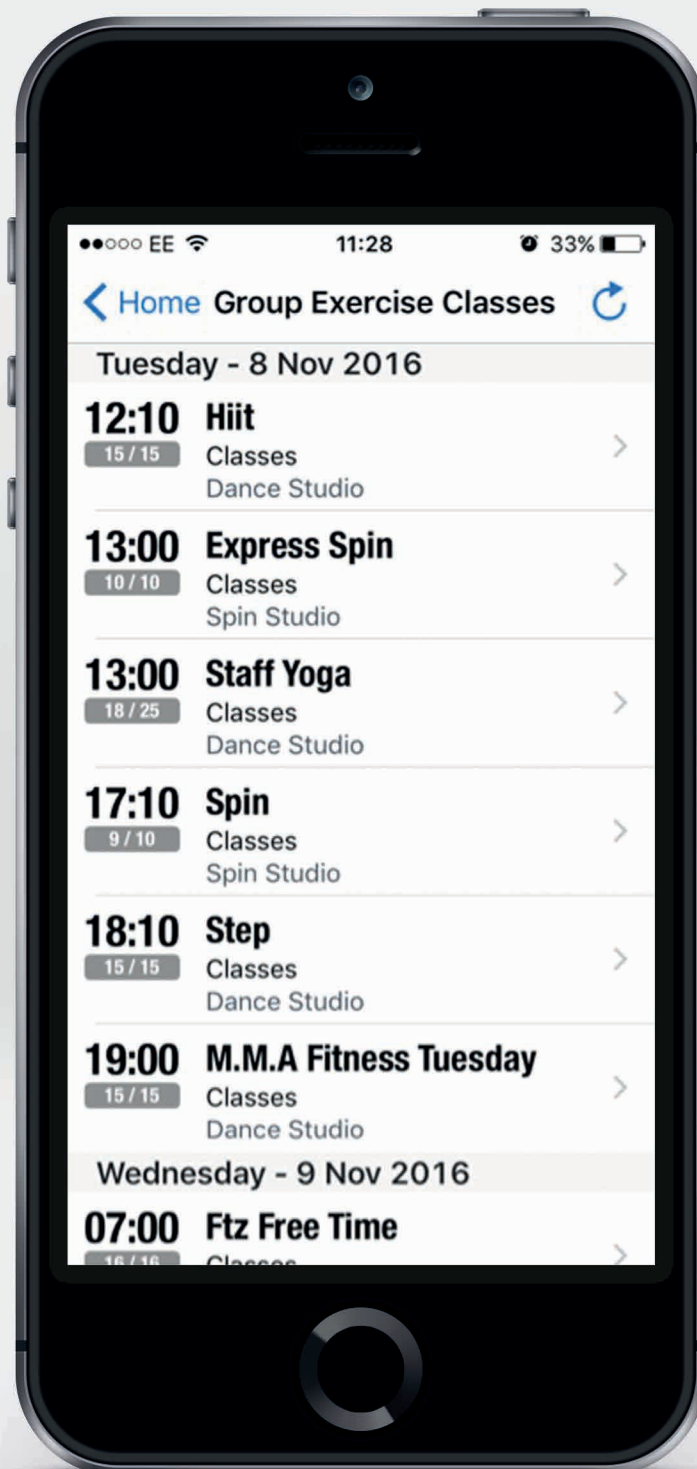 EE 11:28 33%
Home Group Exercise Classes
Tuesday - 8 Nov 2016
12:10 Hiit
15 / 15 Classes
Dance Studio
13:00 Express Spin
10 / 10 Classes
Spin Studio
13:00 Staff Yoga
18 / 25 Classes
Dance Studio
17:10 Spin
9 / 10 Classes
Spin Studio
18:10 Step
15 / 15 Classes
Dance Studio
19:00 M.M.A Fitness Tuesday
15 / 15 Classes
Dance Studio
Wednesday - 9 Nov 2016
07:00 Ftz Free Time
16 / 16 Classes